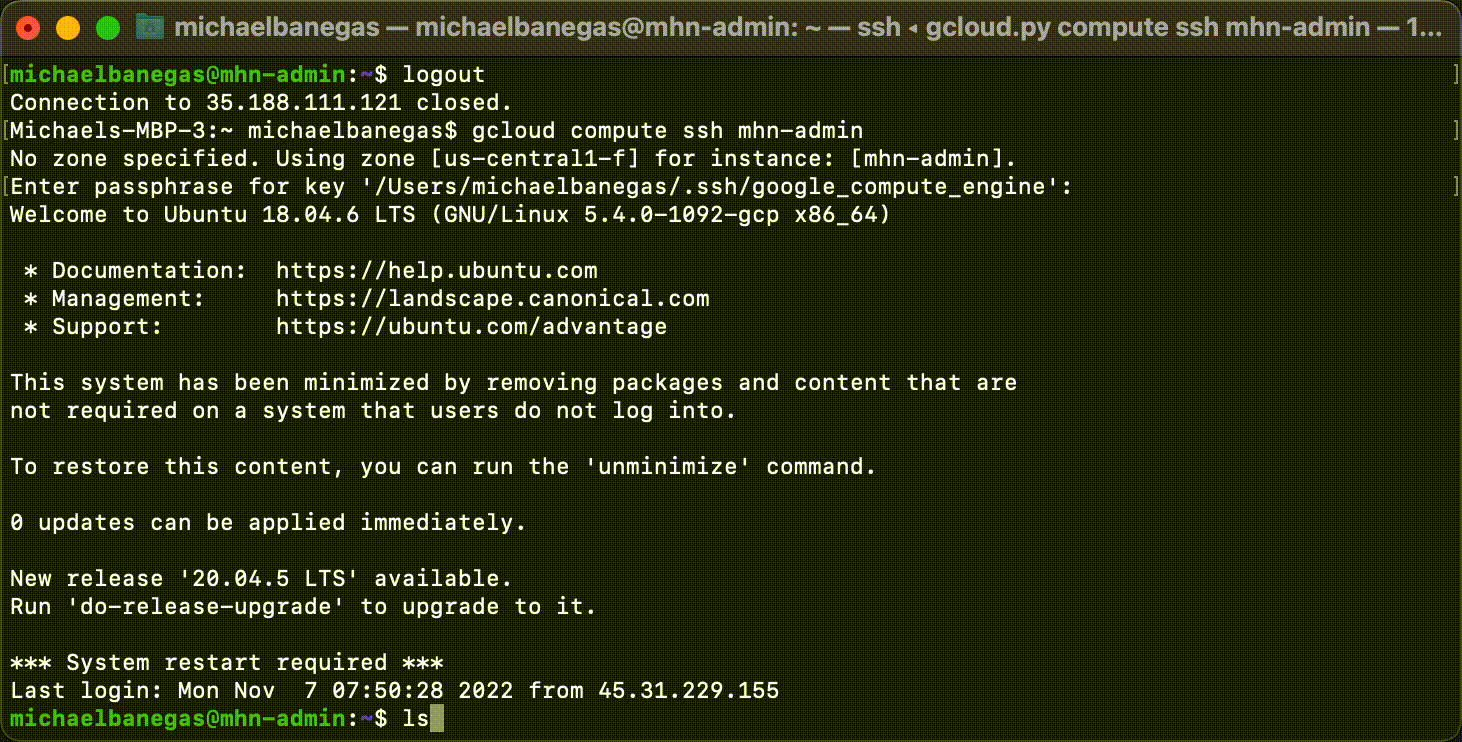 michaelbanegas — michaelbanegas@mhn-admin: ~ — ssh ◂ gcloud.py compute ssh mhn-admin — 1...
[michaelbanegas@mhn-admin:~$ logout ]
Connection to 35.188.111.121 closed.
[Michaels-MBP-3:~ michaelbanegas$ gcloud compute ssh mhn-admin ]
No zone specified. Using zone [us-central1-f] for instance: [mhn-admin].
[Enter passphrase for key '/Users/michaelbanegas/.ssh/google_compute_engine': ]
Welcome to Ubuntu 18.04.6 LTS (GNU/Linux 5.4.0-1092-gcp x86_64)
* Documentation:  https://help.ubuntu.com
* Management:     https://landscape.canonical.com
* Support:        https://ubuntu.com/advantage
This system has been minimized by removing packages and content that are
not required on a system that users do not log into.
To restore this content, you can run the 'unminimize' command.
0 updates can be applied immediately.
New release '20.04.5 LTS' available.
Run 'do-release-upgrade' to upgrade to it.
*** System restart required ***
Last login: Mon Nov  7 07:50:28 2022 from 45.31.229.155
michaelbanegas@mhn-admin:~$ ls